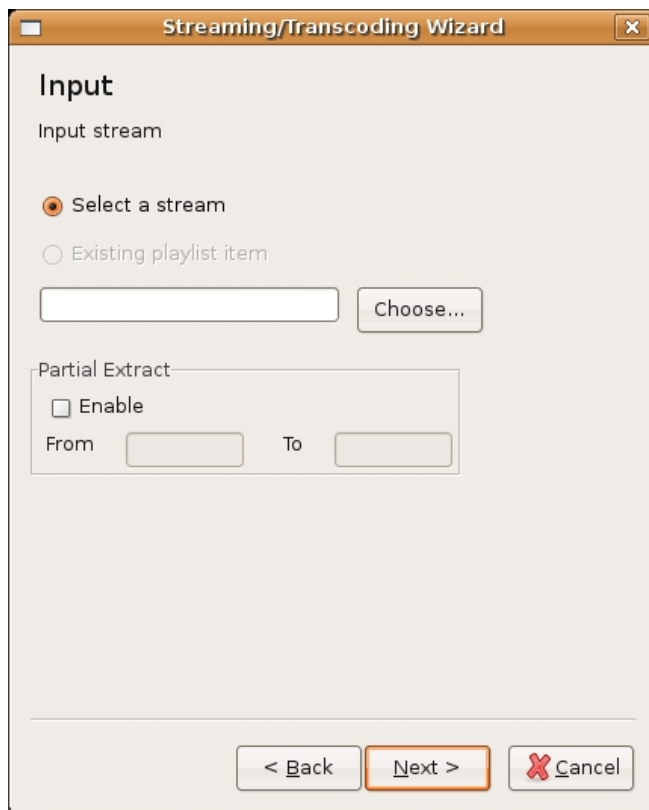 Streaming/Transcoding Wizard
Input
Input stream
Select a stream
Existing playlist item
Choose...
Partial Extract
Enable
From To
< Back Next > Cancel